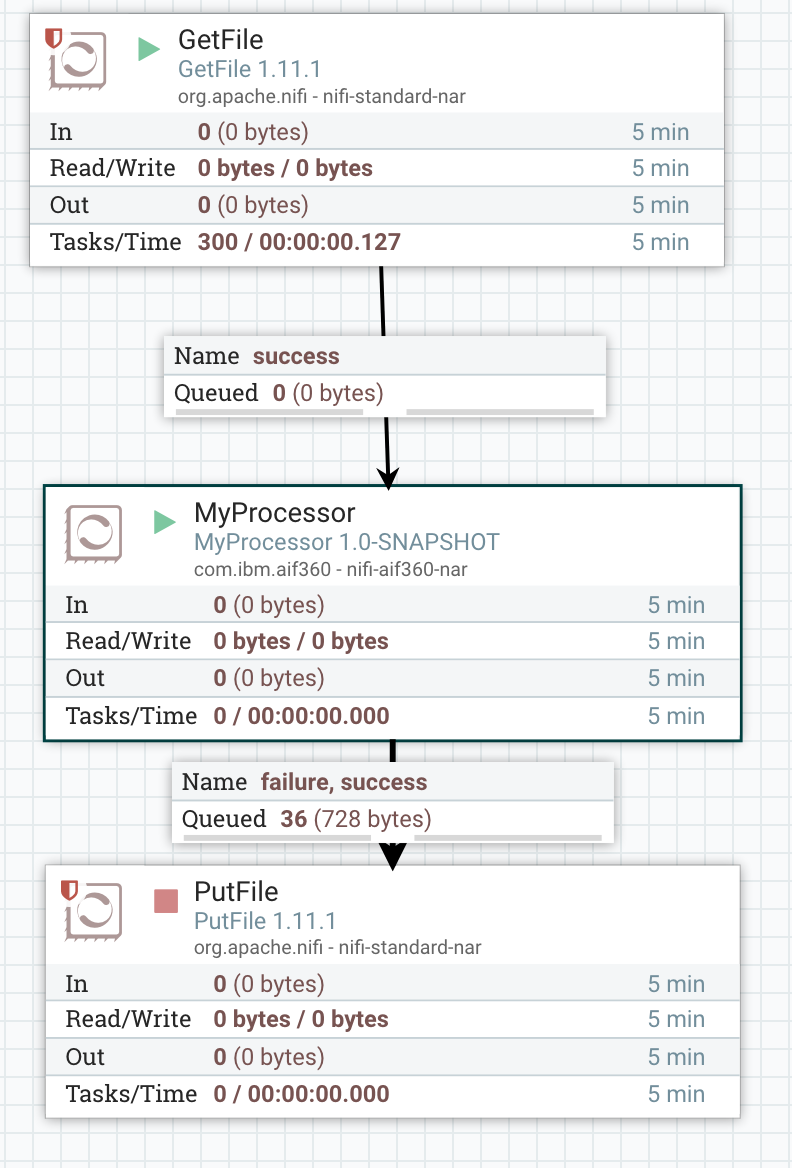 GetFile
GetFile 1.11.1
org.apache.nifi - nifi-standard-nar
In 0 (0 bytes) 5 min
Read/Write 0 bytes / 0 bytes 5 min
Out 0 (0 bytes) 5 min
Tasks/Time 300 / 00:00:00.127 5 min
Name success
Queued 0 (0 bytes)
MyProcessor
MyProcessor 1.0-SNAPSHOT
com.ibm.aif360 - nifi-aif360-nar
In 0 (0 bytes) 5 min
Read/Write 0 bytes / 0 bytes 5 min
Out 0 (0 bytes) 5 min
Tasks/Time 0 / 00:00:00.000 5 min
Name failure, success
Queued 36 (728 bytes)
PutFile
PutFile 1.11.1
org.apache.nifi - nifi-standard-nar
In 0 (0 bytes) 5 min
Read/Write 0 bytes / 0 bytes 5 min
Out 0 (0 bytes) 5 min
Tasks/Time 0 / 00:00:00.000 5 min